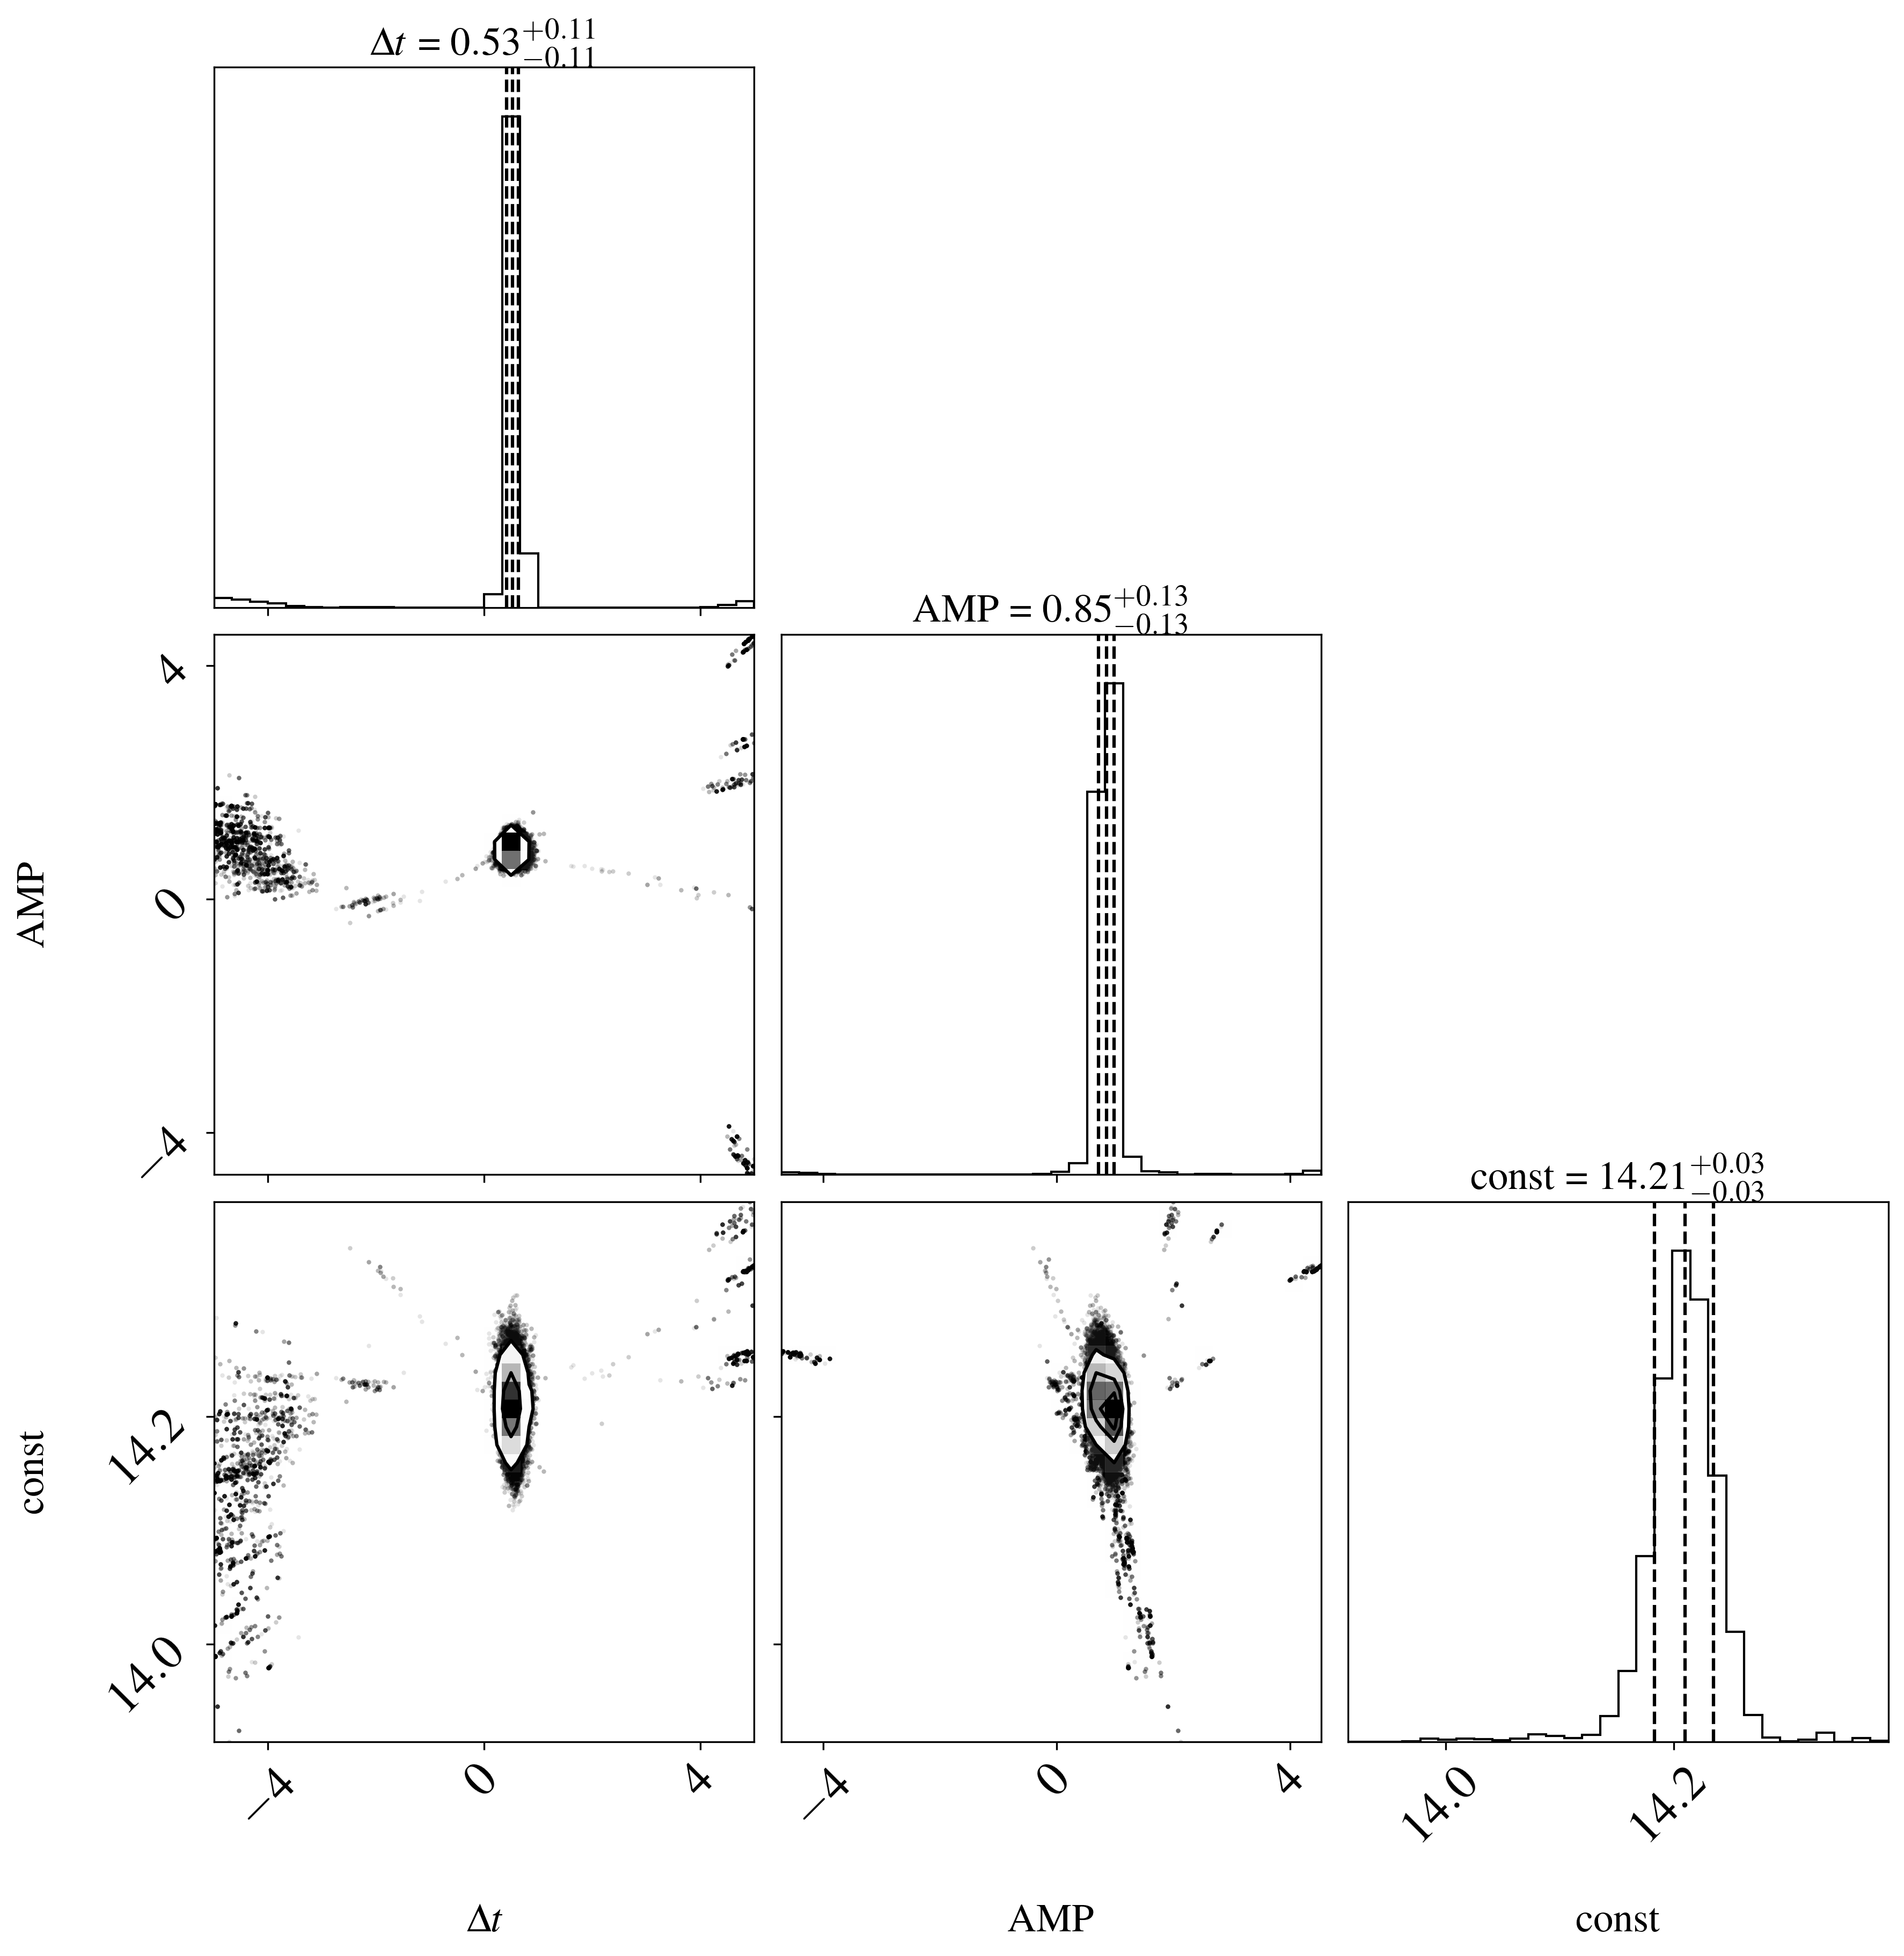 Δt = 0.53+0.11−0.11
AMP = 0.85+0.13−0.13
4
0
−4
AMP
const = 14.21+0.03−0.03
14.2
14.0
const
−4
0
4
−4
0
4
14.0
14.2
Δt
AMP
const